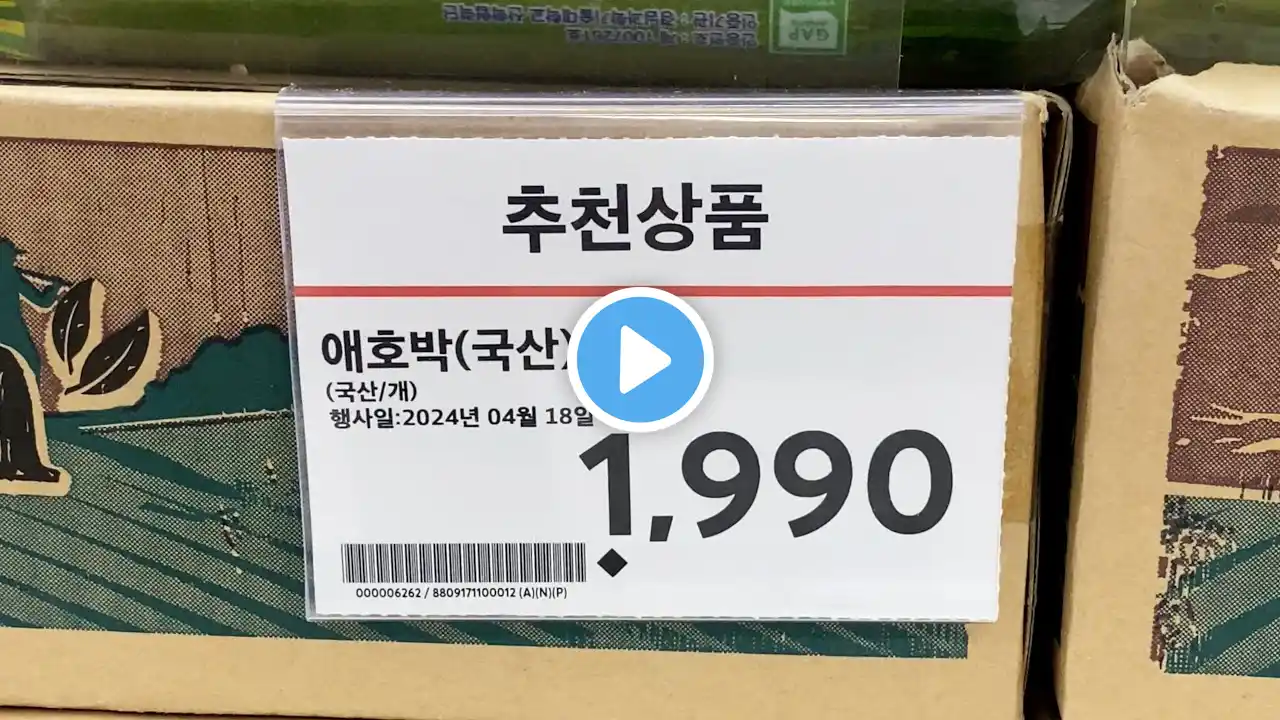 GAP
추천상품
애호박(국산)
(국산/개)
행사일:2024년 04월 18일
1,990
000006262 / 8809171100012 (A)(N)(P)